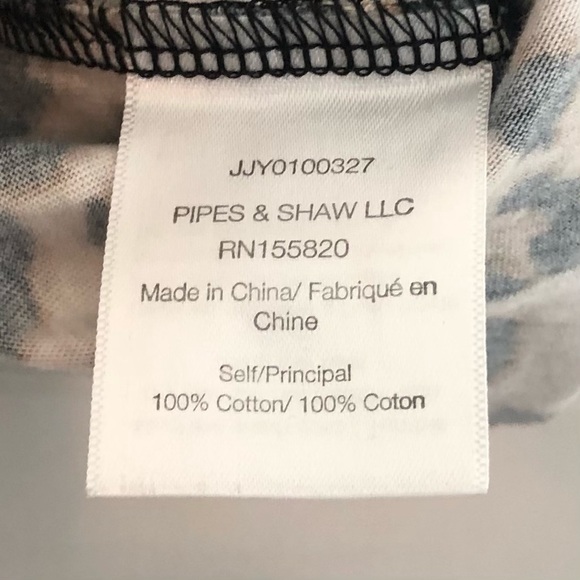 JJY0100327
PIPES & SHAW LLC
RN155820
Made in China/ Fabriqué en
Chine
Self/Principal
100% Cotton/ 100% Coton